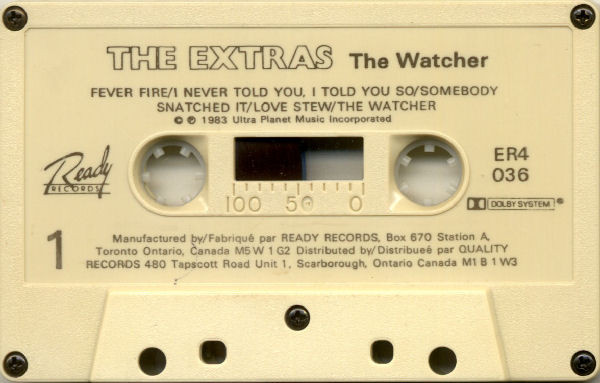 THE EXTRAS The Watcher
FEVER FIRE/I NEVER TOLD YOU, I TOLD YOU SO/SOMEBODY
SNATCHED IT/LOVE STEW/THE WATCHER
© ℗ 1983 Ultra Planet Music Incorporated
Ready
RECORDS
ER4
036
100 50 0
DOLBY SYSTEM ®
1
Manufactured by/Fabriqué par READY RECORDS, Box 670 Station A,
Toronto Ontario, Canada M5W 1G2 Distributed by/Distribueé par QUALITY
RECORDS 480 Tapscott Road Unit 1, Scarborough, Ontario Canada M1B 1W3